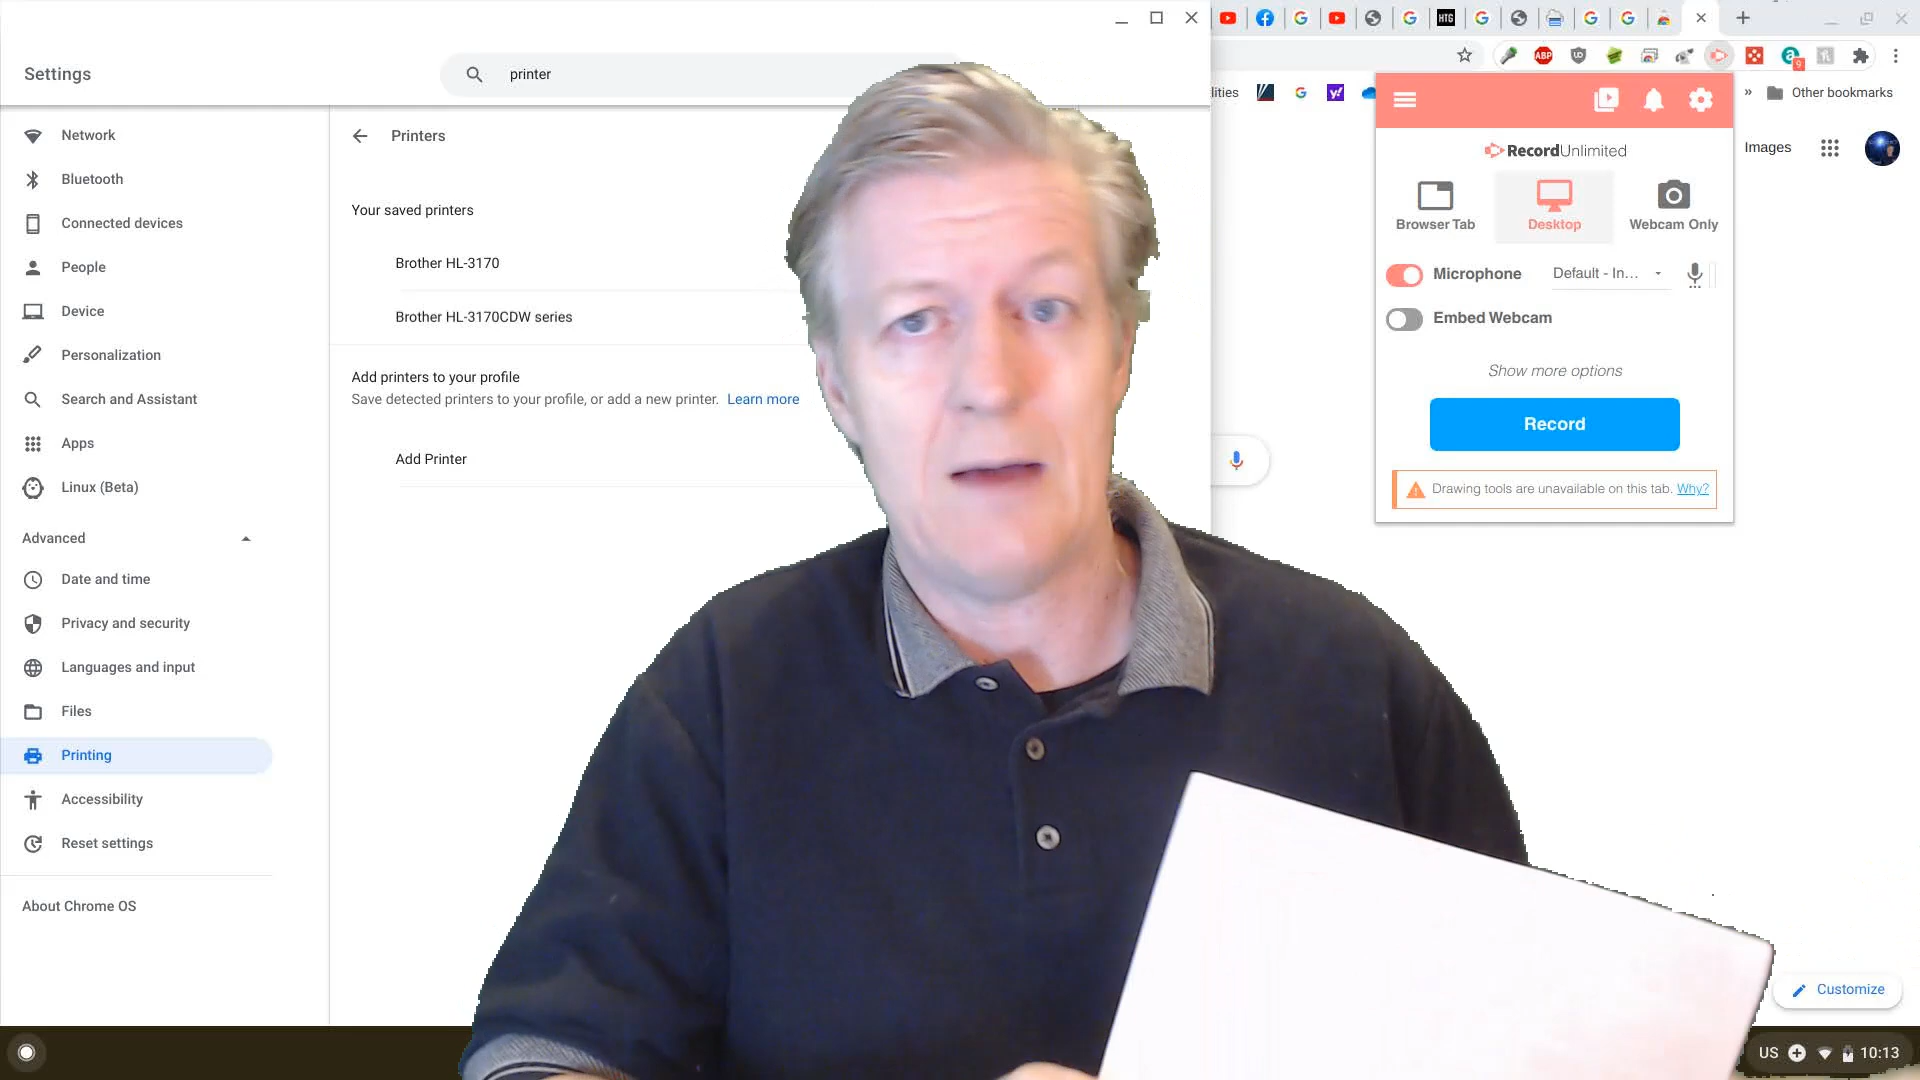 Settings
printer
Network
Bluetooth
Connected devices
People
Device
Personalization
Search and Assistant
Apps
Linux (Beta)
Advanced
Date and time
Privacy and security
Languages and input
Files
Printing
Accessibility
Reset settings
About Chrome OS
Printers
Your saved printers
Brother HL-3170
Brother HL-3170CDW series
Add printers to your profile
Save detected printers to your profile, or add a new printer. Learn more
Add Printer
HTG
ABP
9
lities
y!
» Other bookmarks
Images
RecordUnlimited
Browser Tab
Desktop
Webcam Only
Microphone Default - In...
Embed Webcam
Show more options
Record
Drawing tools are unavailable on this tab. Why?
Customize
US 10:13